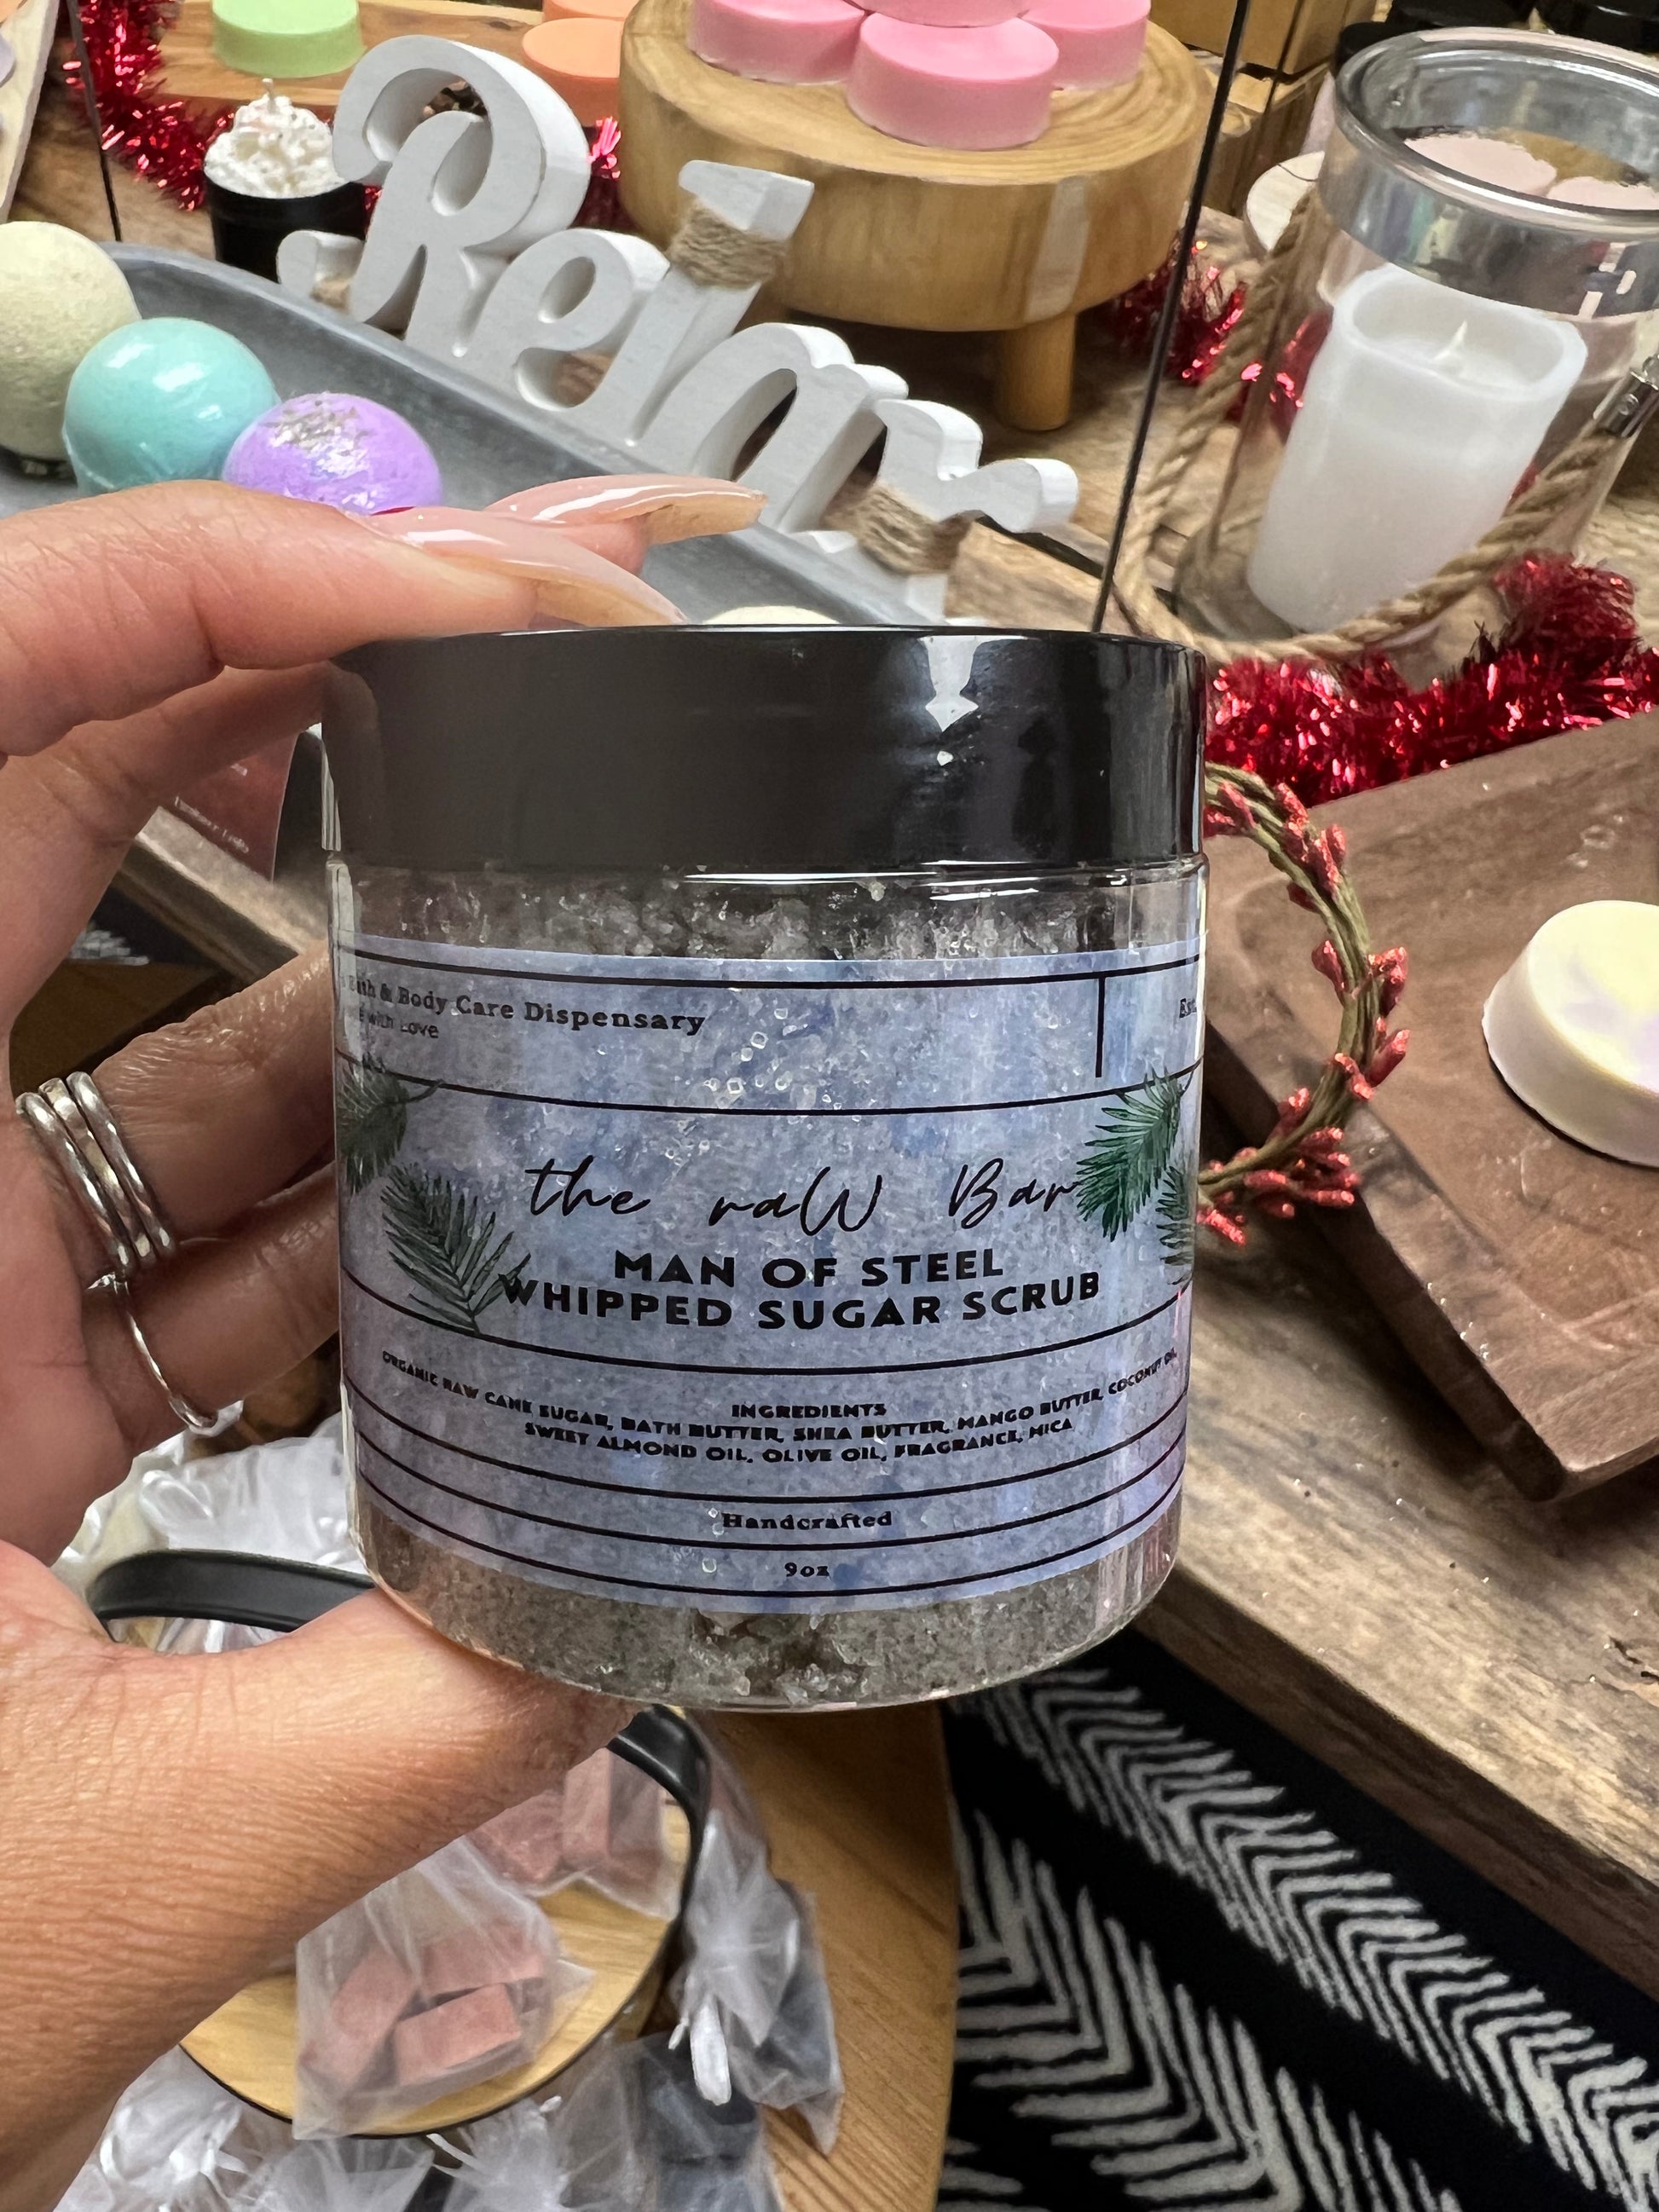 Bath & Body Care Dispensary
with Love
the raW Bar
MAN OF STEEL
WHIPPED SUGAR SCRUB
INGREDIENTS
ORGANIC RAW CANE SUGAR, BATH BUTTER, SHEA BUTTER, MANGO BUTTER, COCONUT OIL
SWEET ALMOND OIL, OLIVE OIL, FRAGRANCE, MICA
Handcrafted
9oz